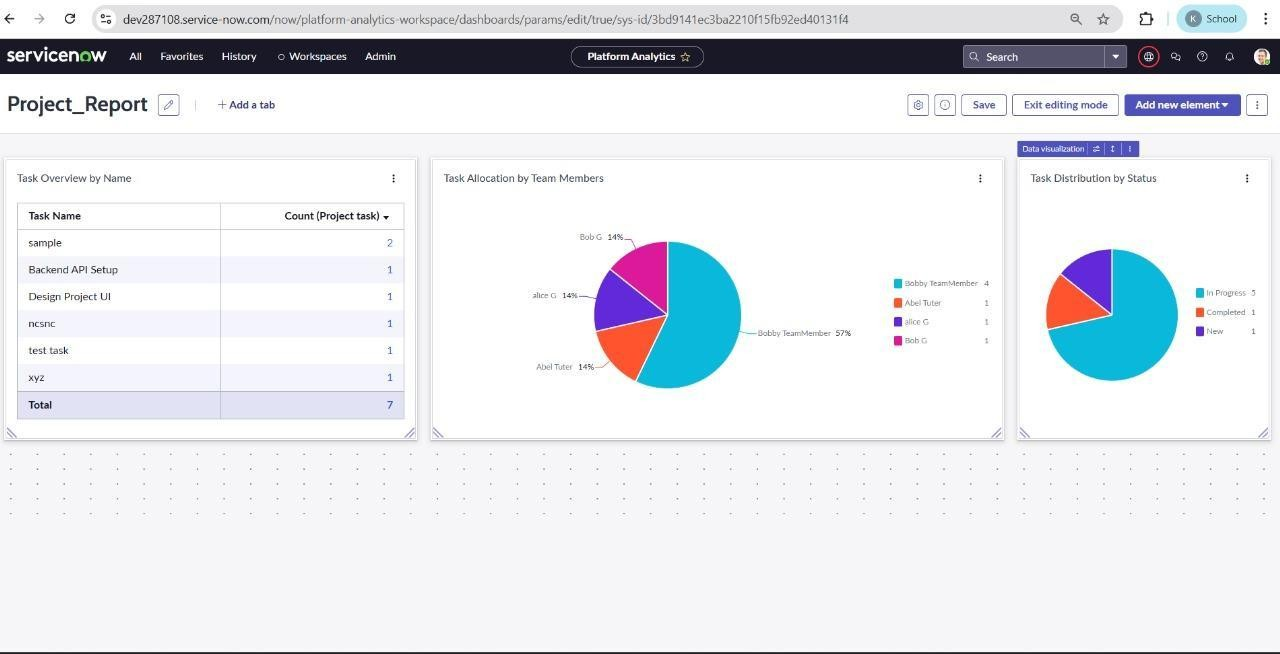 dev287108.service-now.com/now/platform-analytics-workspace/dashboards/params/edit/true/sys-id/3bd9141ec3ba2210f15fb92ed40131f4
K School
servicenow All Favorites History Workspaces Admin Platform Analytics Search
Project_Report + Add a tab Save Exit editing mode Add new element
Data visualization
Task Overview by Name
Task Name Count (Project task)
sample 2
Backend API Setup 1
Design Project UI 1
ncsnc 1
test task 1
xyz 1
Total 7
Task Allocation by Team Members
Bob G 14%
alice G 14%
Abel Tuter 14%
Bobby TeamMember 57%
Bobby TeamMember 4
Abel Tuter 1
alice G 1
Bob G 1
Task Distribution by Status
In Progress 5
Completed 1
New 1